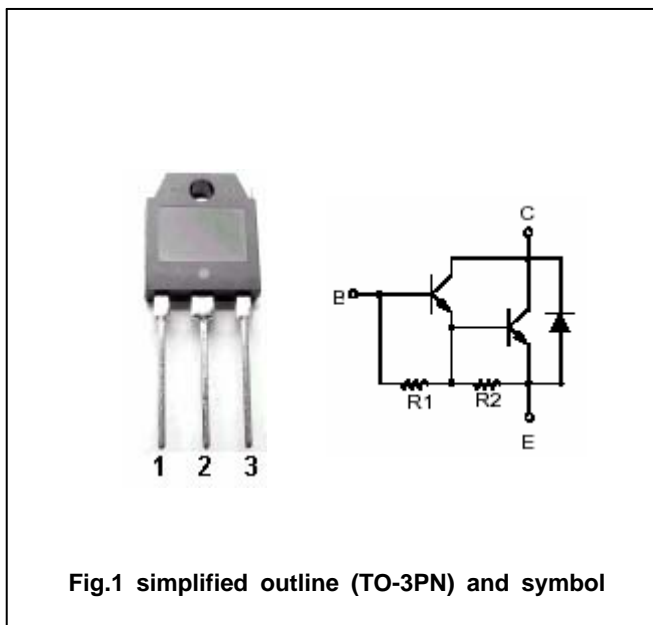 C
B
R1
R2
E
1 2 3
Fig.1 simplified outline (TO-3PN) and symbol